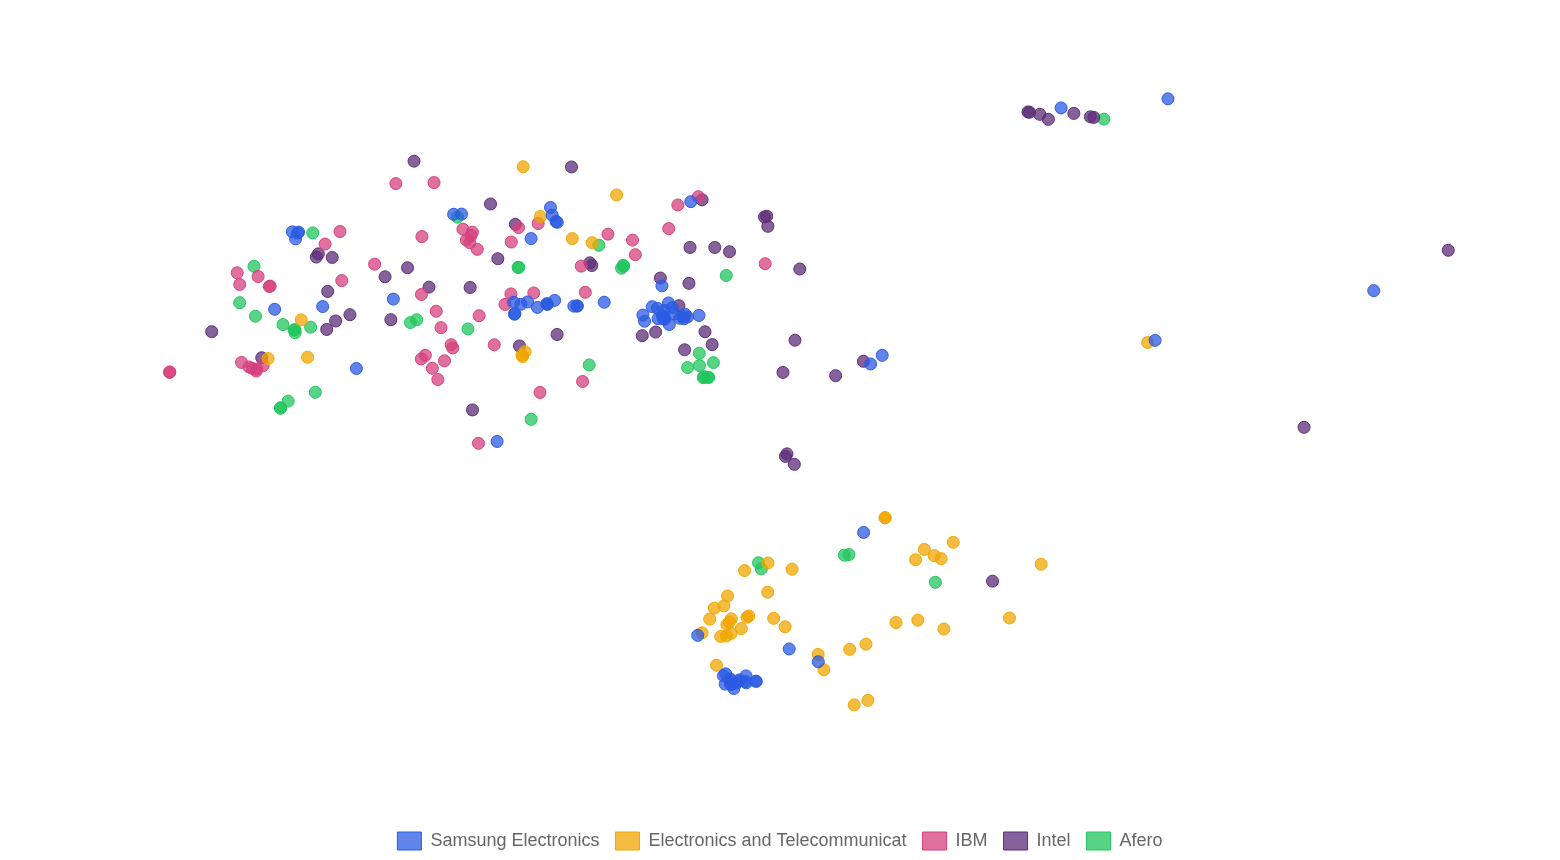 Samsung Electronics Electronics and Telecommunicat IBM Intel Afero